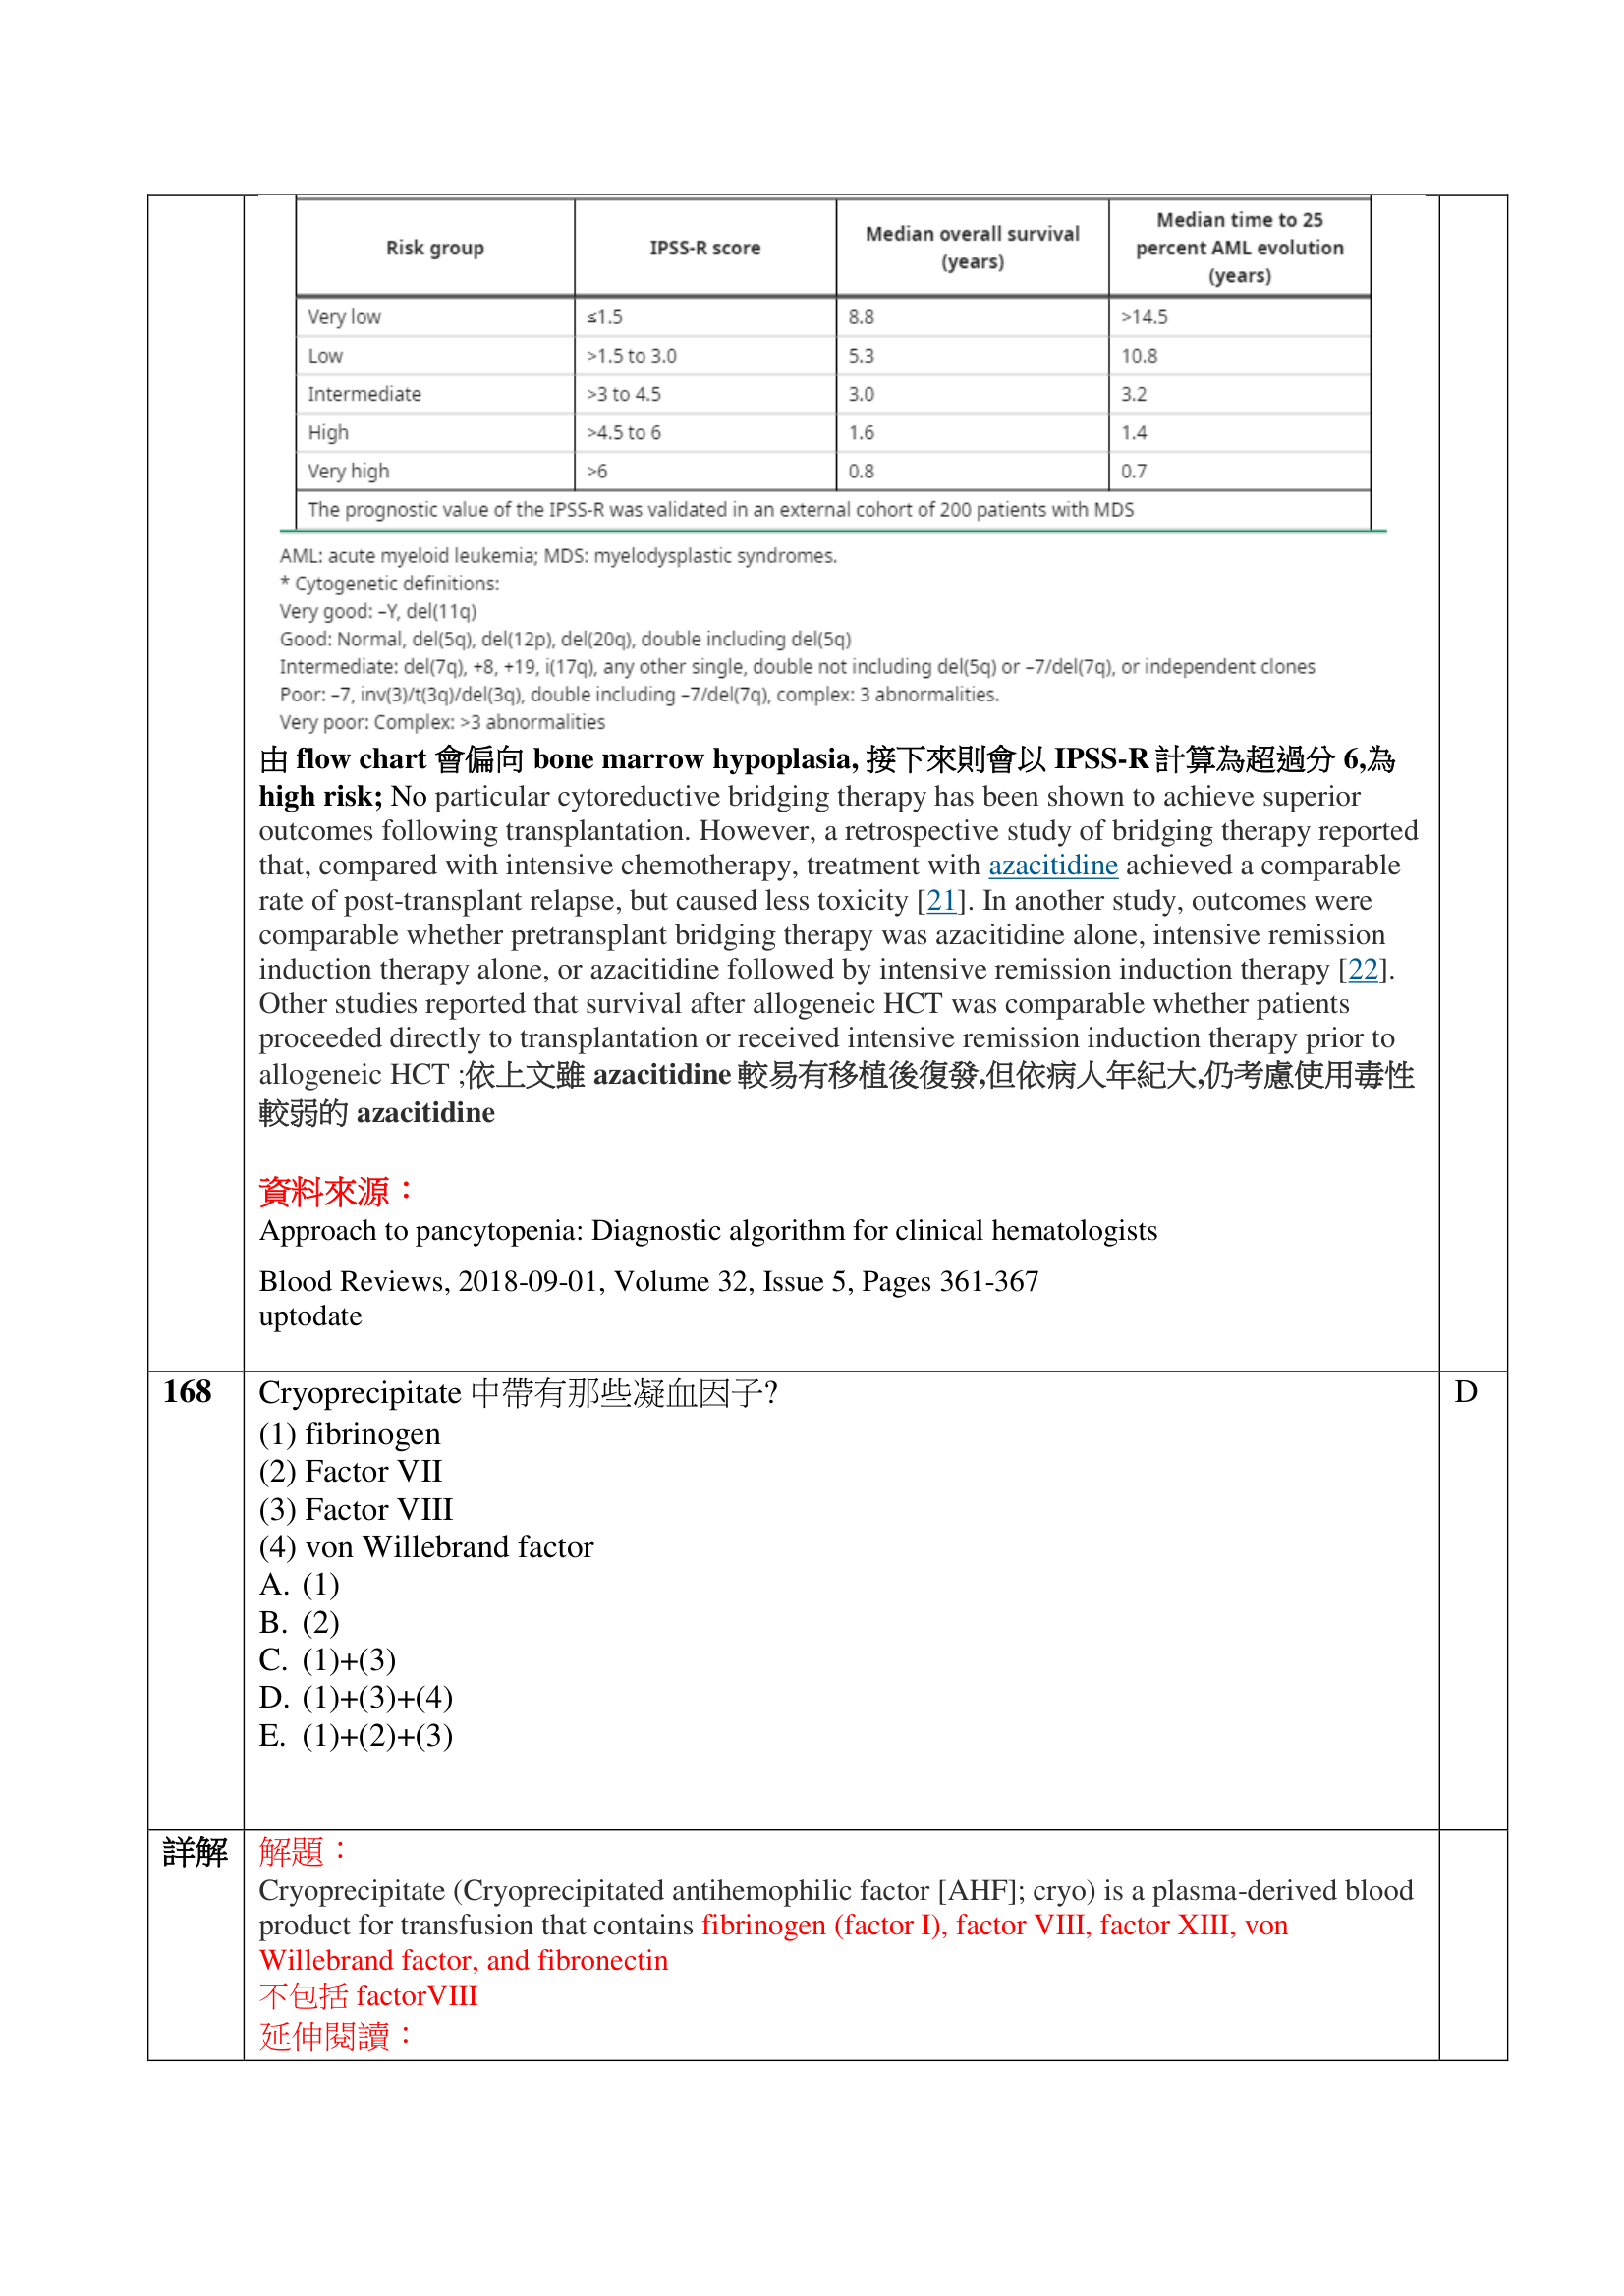 Risk group IPSS-R score Median overall survival (years) Median time to 25 percent AML evolution (years)
Very low ≤1.5 8.8 >14.5
Low >1.5 to 3.0 5.3 10.8
Intermediate >3 to 4.5 3.0 3.2
High >4.5 to 6 1.6 1.4
Very high >6 0.8 0.7
The prognostic value of the IPSS-R was validated in an external cohort of 200 patients with MDS
AML: acute myeloid leukemia; MDS: myelodysplastic syndromes.
* Cytogenetic definitions:
Very good: –Y, del(11q)
Good: Normal, del(5q), del(12p), del(20q), double including del(5q)
Intermediate: del(7q), +8, +19, i(17q), any other single, double not including del(5q) or –7/del(7q), or independent clones
Poor: –7, inv(3)/t(3q)/del(3q), double including –7/del(7q), complex: 3 abnormalities.
Very poor: Complex: >3 abnormalities
由 flow chart 會偏向 bone marrow hypoplasia, 接下來則會以 IPSS-R 計算為超過分 6,為
high risk; No particular cytoreductive bridging therapy has been shown to achieve superior
outcomes following transplantation. However, a retrospective study of bridging therapy reported
that, compared with intensive chemotherapy, treatment with azacitidine achieved a comparable
rate of post-transplant relapse, but caused less toxicity [21]. In another study, outcomes were
comparable whether pretransplant bridging therapy was azacitidine alone, intensive remission
induction therapy alone, or azacitidine followed by intensive remission induction therapy [22].
Other studies reported that survival after allogeneic HCT was comparable whether patients
proceeded directly to transplantation or received intensive remission induction therapy prior to
allogeneic HCT ;依上文雖 azacitidine 較易有移植後復發,但依病人年紀大,仍考慮使用毒性
較弱的 azacitidine
資料來源：
Approach to pancytopenia: Diagnostic algorithm for clinical hematologists
Blood Reviews, 2018-09-01, Volume 32, Issue 5, Pages 361-367
uptodate
168 Cryoprecipitate 中帶有那些凝血因子? D
(1) fibrinogen
(2) Factor VII
(3) Factor VIII
(4) von Willebrand factor
A. (1)
B. (2)
C. (1)+(3)
D. (1)+(3)+(4)
E. (1)+(2)+(3)
詳解 解題：
Cryoprecipitate (Cryoprecipitated antihemophilic factor [AHF]; cryo) is a plasma-derived blood
product for transfusion that contains fibrinogen (factor I), factor VIII, factor XIII, von
Willebrand factor, and fibronectin
不包括 factorVIII
延伸閱讀：